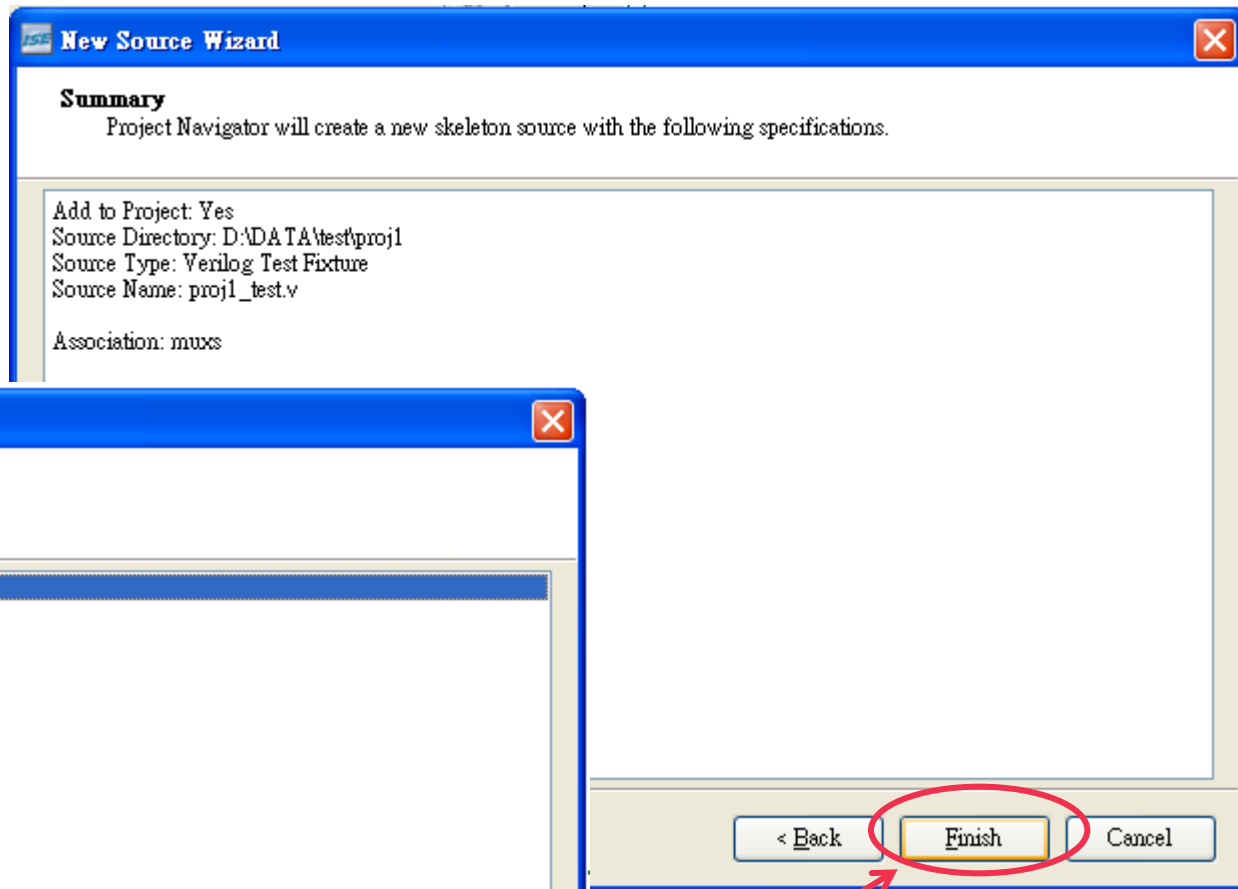 ISE New Source Wizard
Summary
Project Navigator will create a new skeleton source with the following specifications.
Add to Project: Yes
Source Directory: D:\DATA\test\proj1
Source Type: Verilog Test Fixture
Source Name: proj1_test.v
Association: muxs
< Back
Finish
Cancel